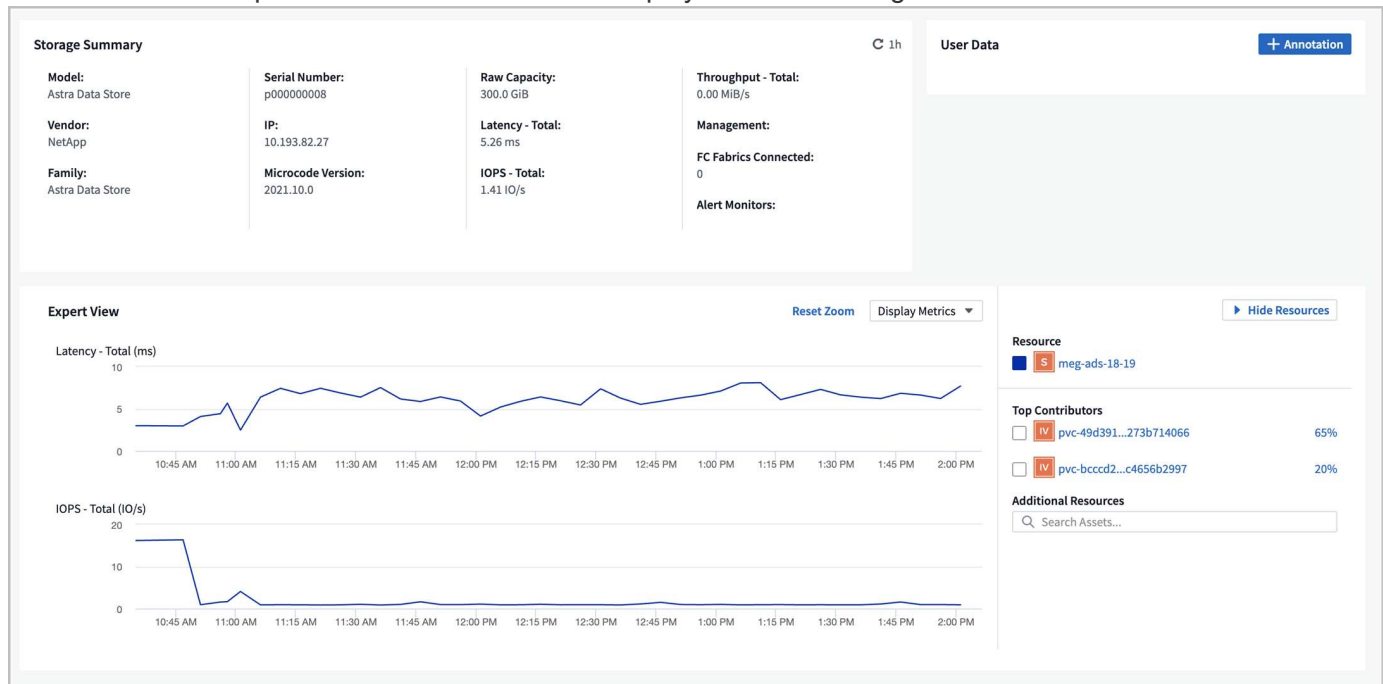 Storage Summary
1h
Model:
Astra Data Store
Vendor:
NetApp
Family:
Astra Data Store
Serial Number:
p000000008
IP:
10.193.82.27
Microcode Version:
2021.10.0
Raw Capacity:
300.0 GiB
Latency - Total:
5.26 ms
IOPS - Total:
1.41 IO/s
Throughput - Total:
0.00 MiB/s
Management:
FC Fabrics Connected:
0
Alert Monitors:
User Data
+ Annotation
Expert View
Reset Zoom
Display Metrics
Latency - Total (ms)
10
5
0
10:45 AM 11:00 AM 11:15 AM 11:30 AM 11:45 AM 12:00 PM 12:15 PM 12:30 PM 12:45 PM 1:00 PM 1:15 PM 1:30 PM 1:45 PM 2:00 PM
IOPS - Total (IO/s)
20
10
0
10:45 AM 11:00 AM 11:15 AM 11:30 AM 11:45 AM 12:00 PM 12:15 PM 12:30 PM 12:45 PM 1:00 PM 1:15 PM 1:30 PM 1:45 PM 2:00 PM
Hide Resources
Resource
S meg-ads-18-19
Top Contributors
IV pvc-49d391...273b714066 65%
IV pvc-bcccd2...c4656b2997 20%
Additional Resources
Search Assets...